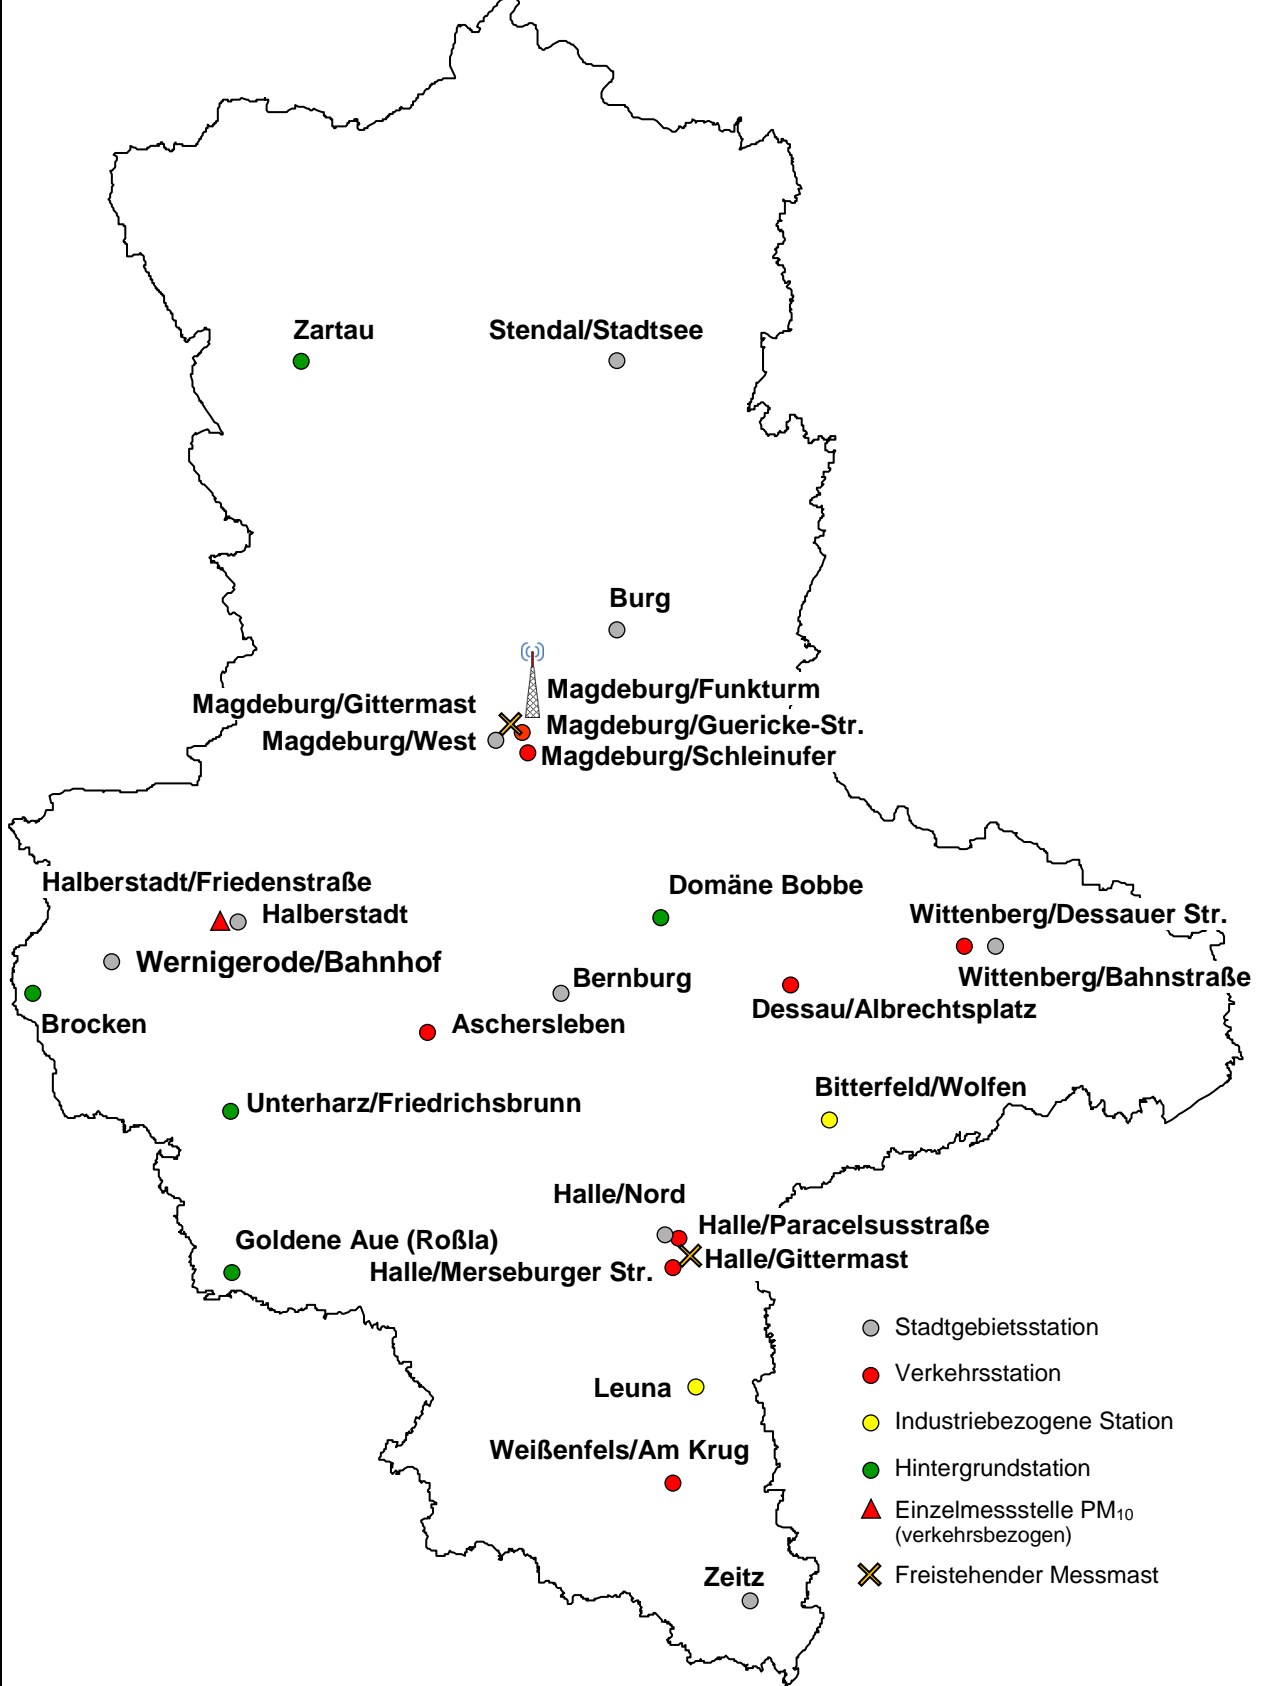 Zartau
Stendal/Stadtsee
Burg
Magdeburg/Funkturm
Magdeburg/Gittermast
Magdeburg/Guericke-Str.
Magdeburg/West
Magdeburg/Schleinufer
Halberstadt/Friedenstraße
Domäne Bobbe
Halberstadt
Wittenberg/Dessauer Str.
Wernigerode/Bahnhof
Bernburg
Wittenberg/Bahnstraße
Brocken
Aschersleben
Dessau/Albrechtsplatz
Unterharz/Friedrichsbrunn
Bitterfeld/Wolfen
Halle/Nord
Halle/Paracelsusstraße
Goldene Aue (Roßla)
Halle/Gittermast
Halle/Merseburger Str.
Leuna
Weißenfels/Am Krug
Zeitz
Stadtgebietsstation
Verkehrsstation
Industriebezogene Station
Hintergrundstation
Einzelmessstelle PM₁₀
(verkehrsbezogen)
Freistehender Messmast